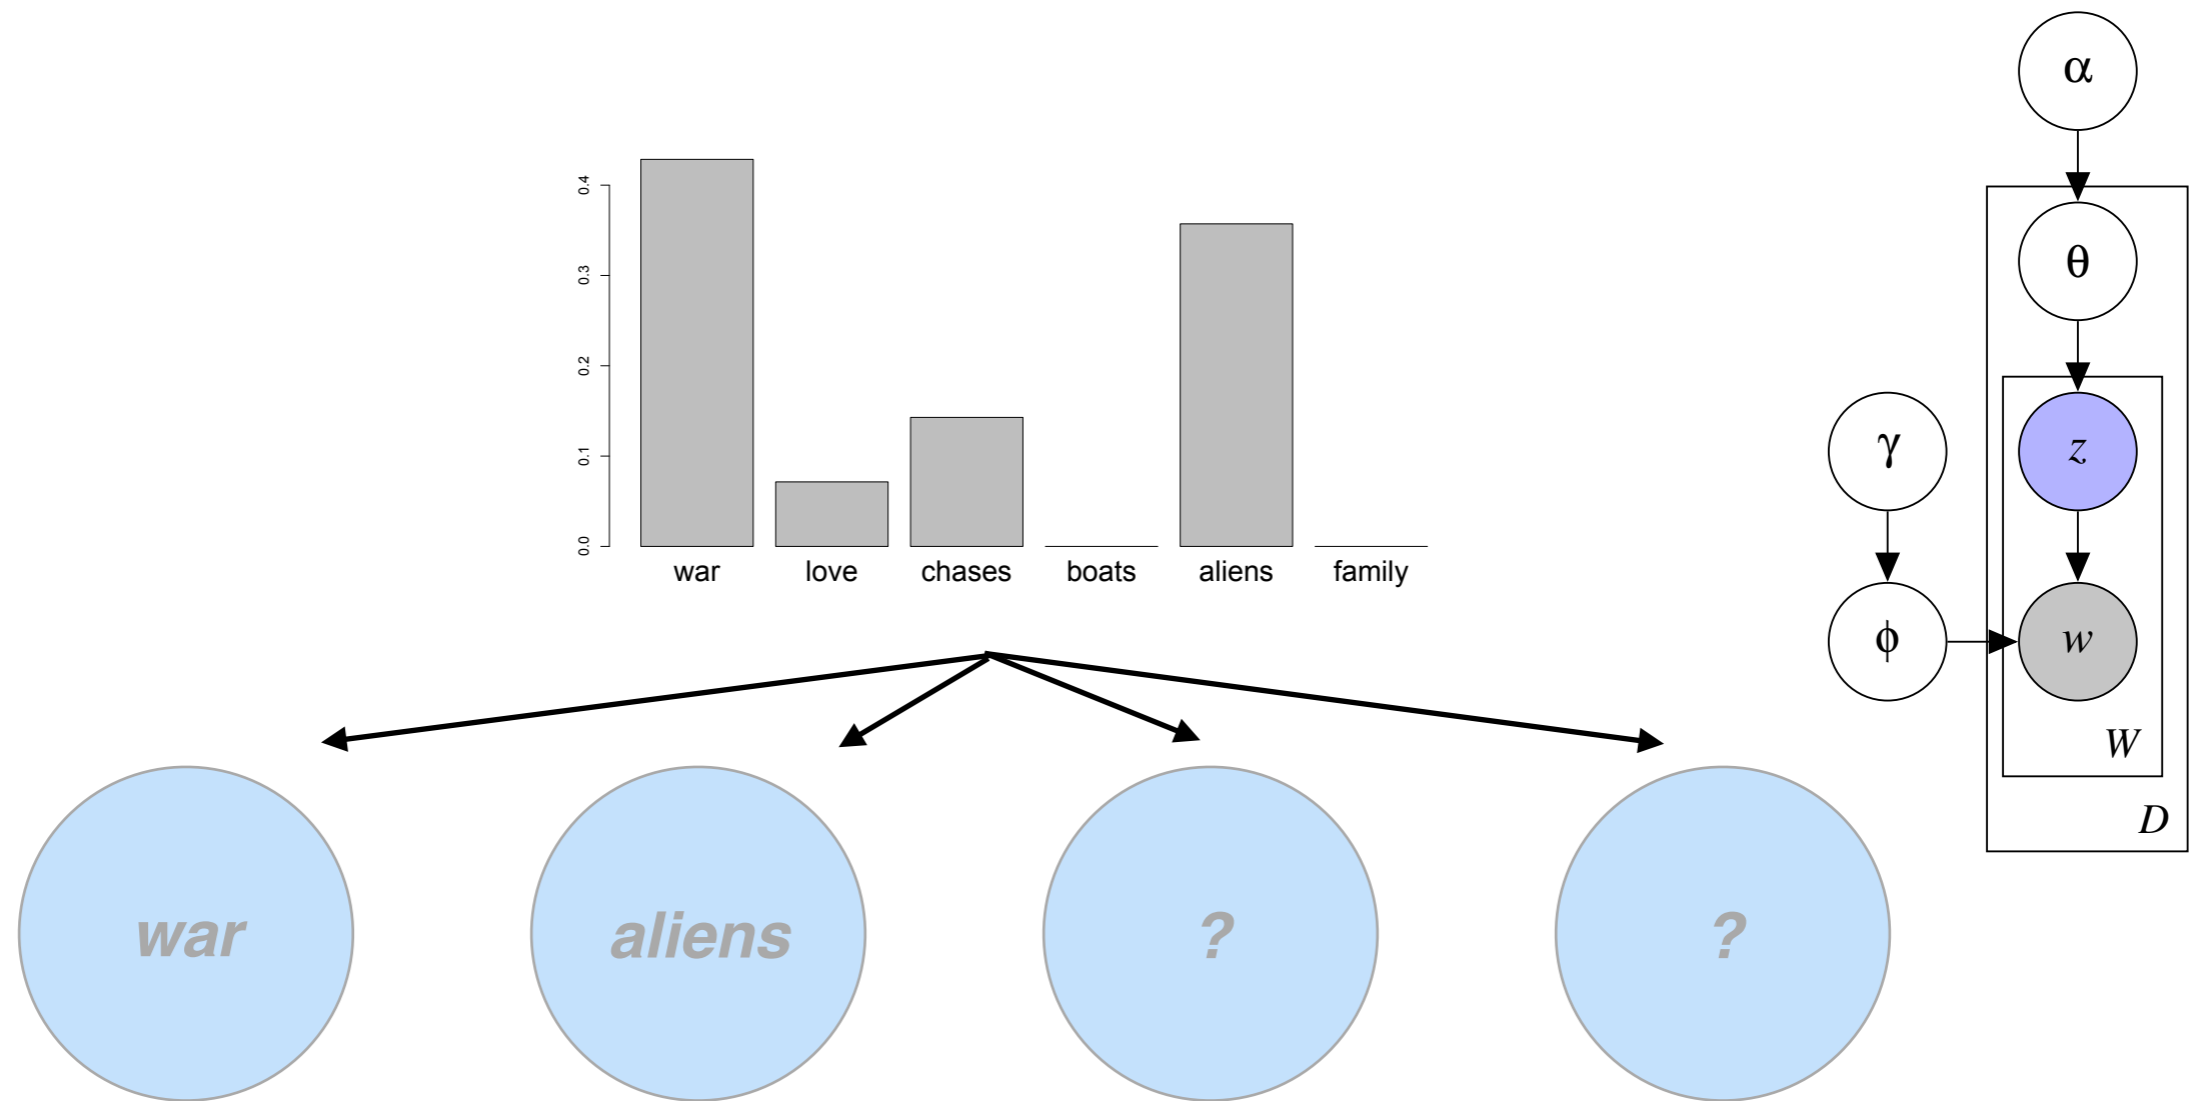 α
0.4
θ
0.3
0.2
γ
z
0.1
0.0
war love chases boats aliens family
ϕ
w
W
D
war aliens ? ?